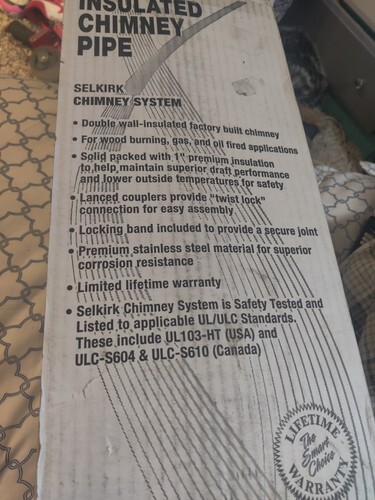 INSULATED
CHIMNEY
PIPE
SELKIRK
CHIMNEY SYSTEM
• Double wall-insulated factory built chimney
• For wood burning, gas, and oil fired applications
• Solid packed with 1" premium insulation
to help maintain superior draft performance
and lower outside temperatures for safety
• Lanced couplers provide "twist lock"
connection for easy assembly
• Locking band included to provide a secure joint
• Premium stainless steel material for superior
corrosion resistance
• Limited lifetime warranty
• Selkirk Chimney System is Safety Tested and
Listed to applicable UL/ULC Standards.
These include UL103-HT (USA) and
ULC-S604 & ULC-S610 (Canada)
LIFETIME
The
Smart
Choice
WARRANTY